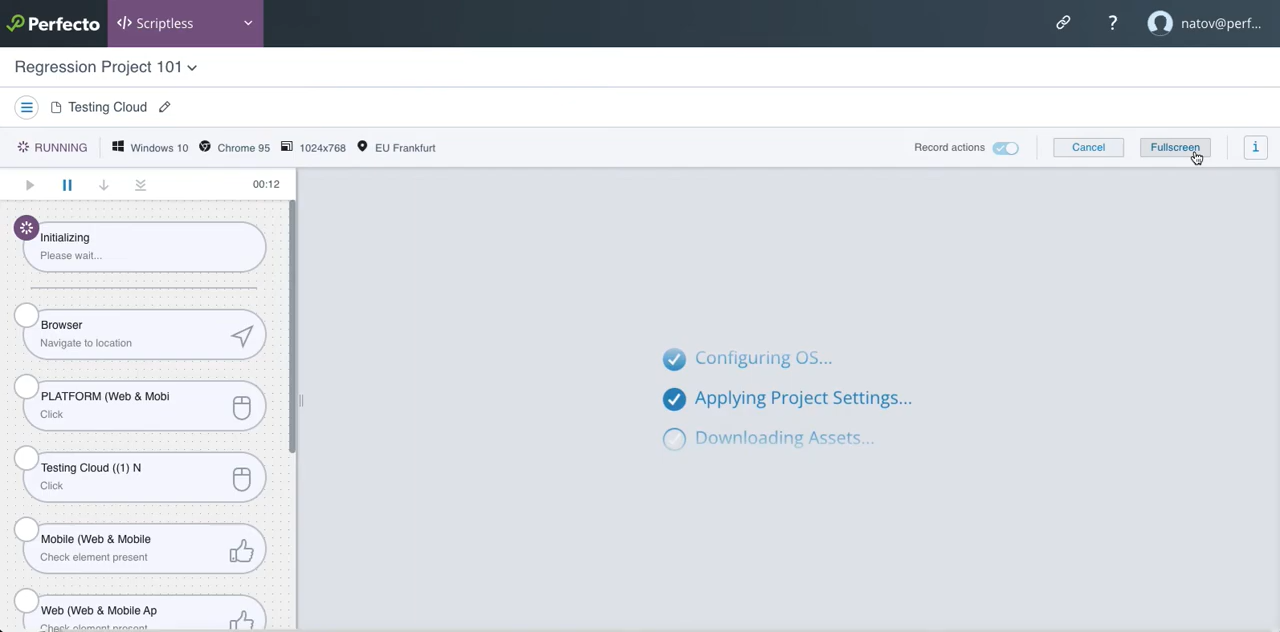 Perfecto
</> Scriptless
?
natov@perf...
Regression Project 101
Testing Cloud
RUNNING
Windows 10
Chrome 95
1024x768
EU Frankfurt
Record actions
Cancel
Fullscreen
i
00:12
Initializing
Please wait...
Browser
Navigate to location
PLATFORM (Web & Mobi
Click
Testing Cloud ((1) N
Click
Mobile (Web & Mobile
Check element present
Web (Web & Mobile Ap
Check element present
Configuring OS...
Applying Project Settings...
Downloading Assets...